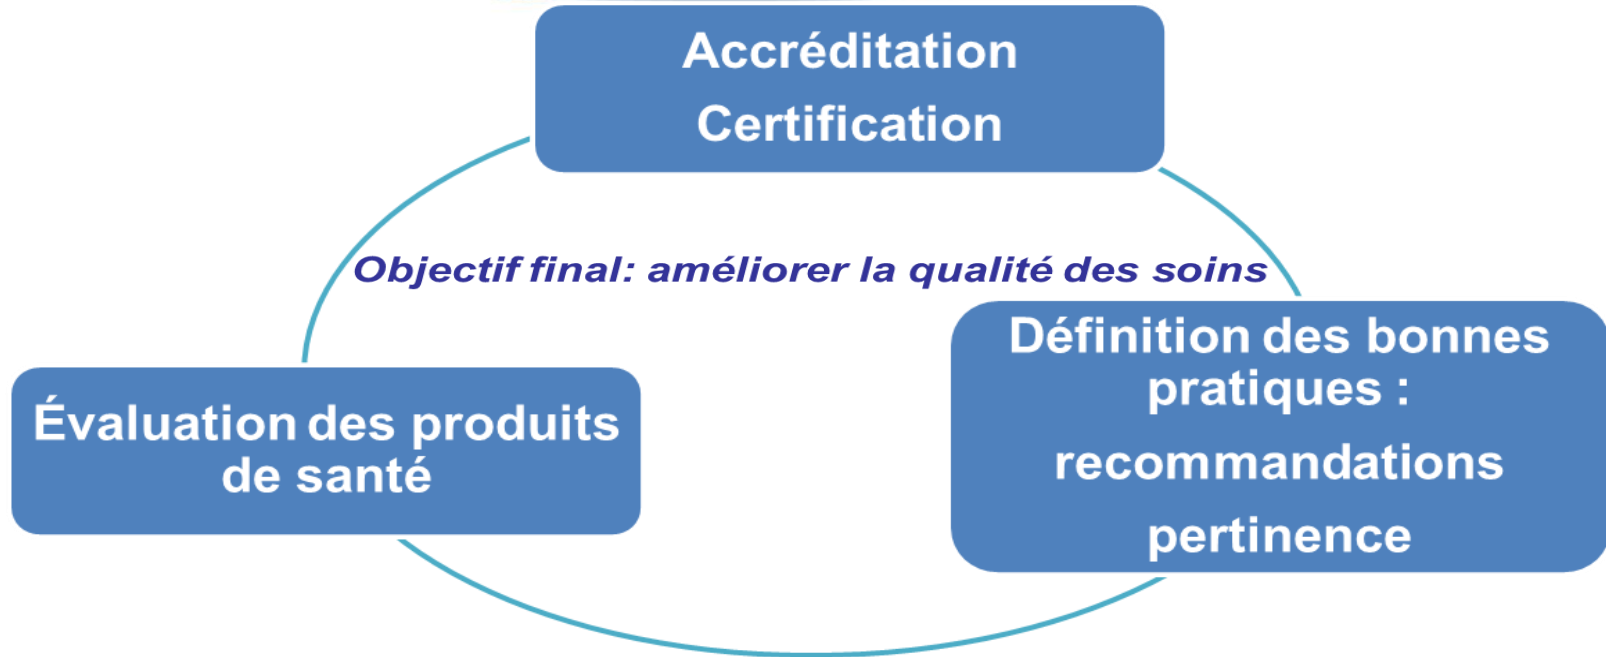 Accréditation
Certification
Objectif final: améliorer la qualité des soins
Définition des bonnes
pratiques :
recommandations
pertinence
Évaluation des produits
de santé